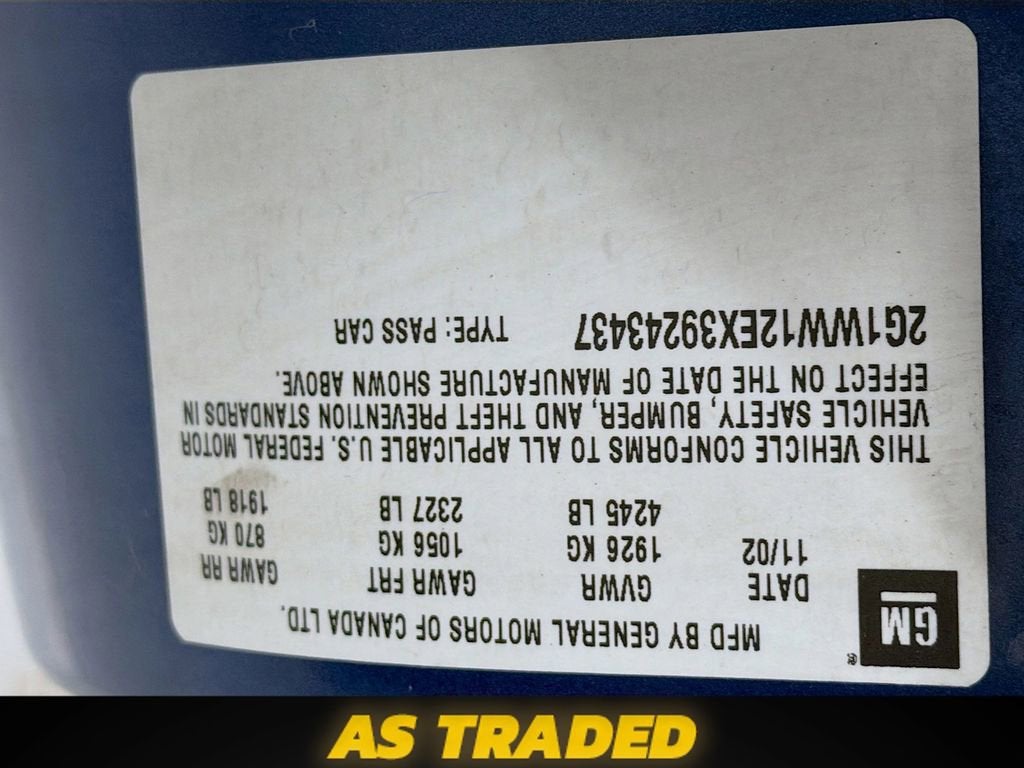 GM®
MFD BY GENERAL MOTORS OF CANADA LTD.
DATE GVWR GAWR FRT GAWR RR
11/02 1926 KG 1056 KG 870 KG
4245 LB 2327 LB 1918 LB
THIS VEHICLE CONFORMS TO ALL APPLICABLE U.S. FEDERAL MOTOR
VEHICLE SAFETY, BUMPER, AND THEFT PREVENTION STANDARDS IN
EFFECT ON THE DATE OF MANUFACTURE SHOWN ABOVE.
2G1WW12EX39243437 TYPE: PASS CAR
AS TRADED